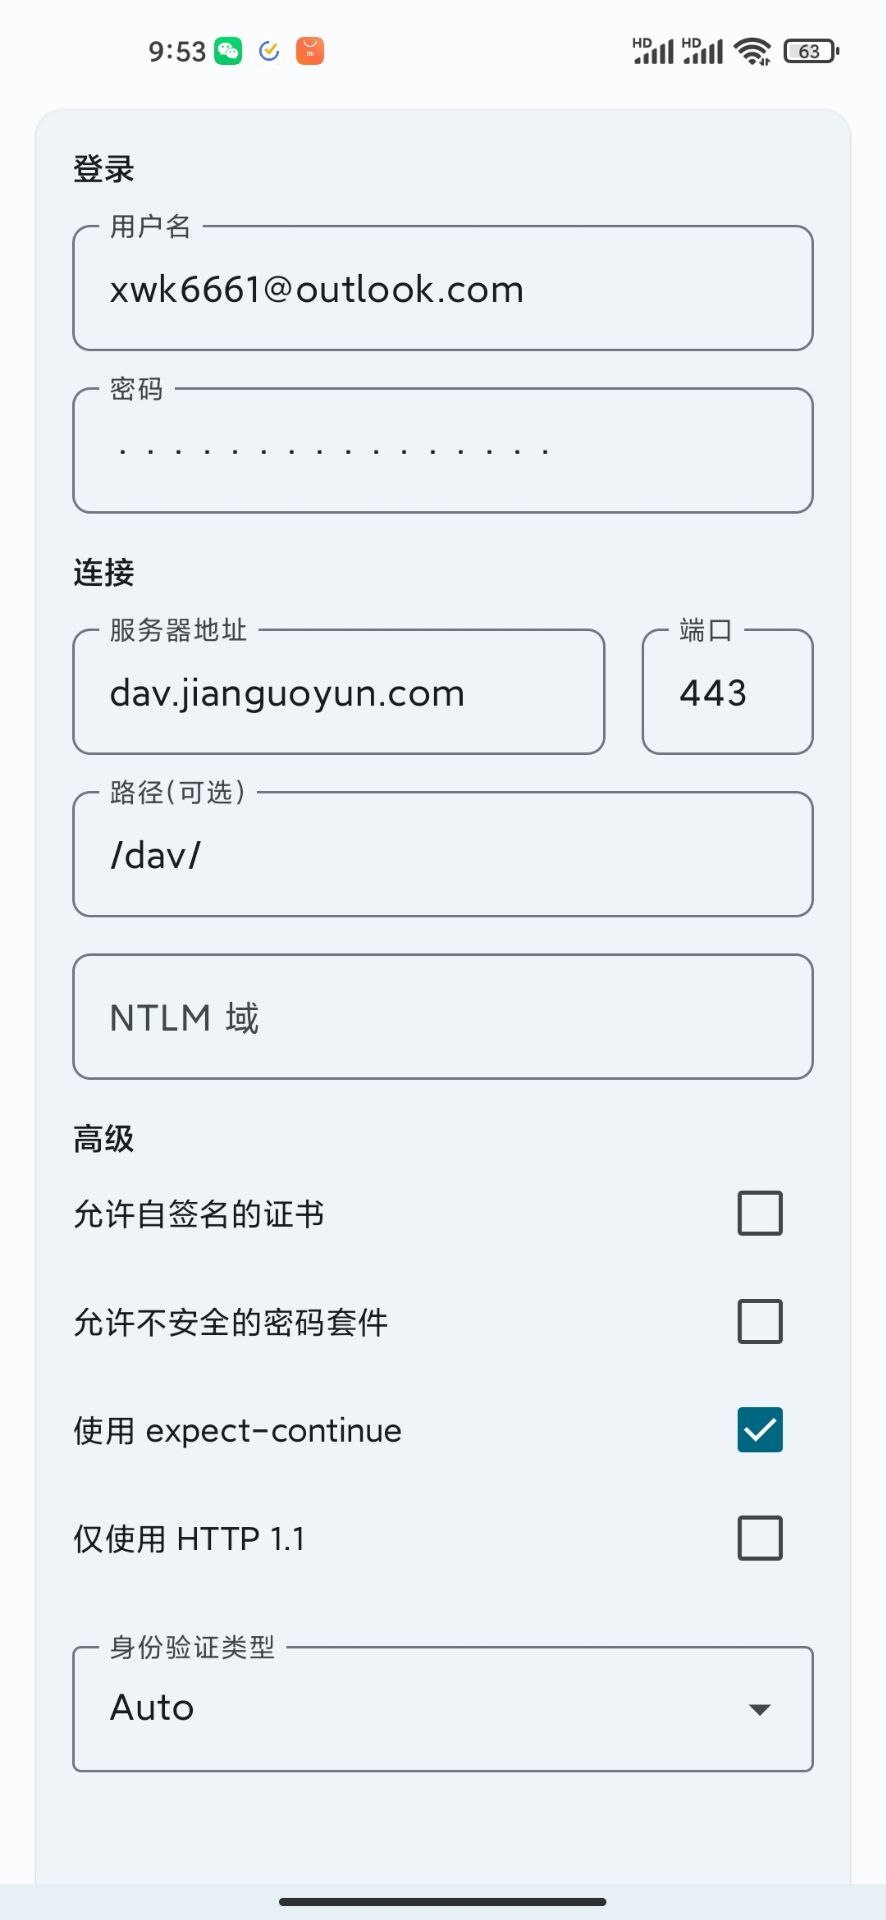 9:53
HD HD 63
登录
用户名
xwk6661@outlook.com
密码
· · · · · · · · · · · · · · · ·
连接
服务器地址 端口
dav.jianguoyun.com 443
路径(可选)
/dav/
NTLM 域
高级
允许自签名的证书
允许不安全的密码套件
使用 expect-continue
仅使用 HTTP 1.1
身份验证类型
Auto